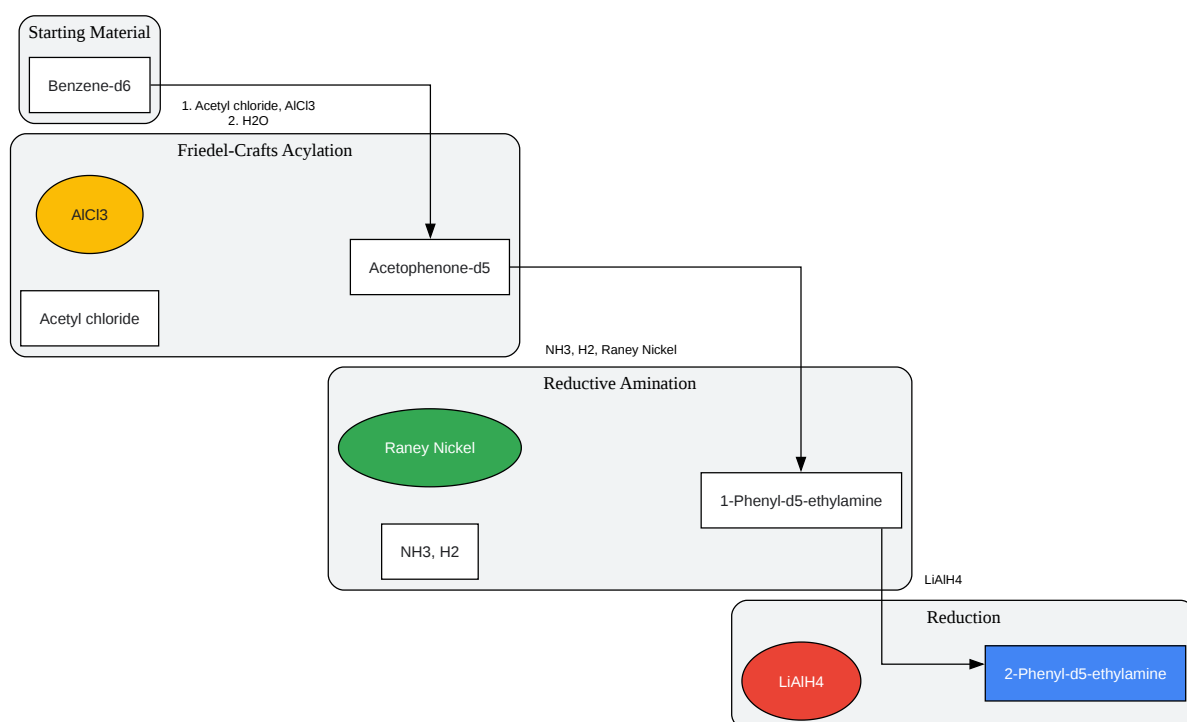 Starting Material
Benzene-d6
1. Acetyl chloride, AlCl3
2. H2O
Friedel-Crafts Acylation
AlCl3
Acetophenone-d5
Acetyl chloride
NH3, H2, Raney Nickel
Reductive Amination
Raney Nickel
1-Phenyl-d5-ethylamine
NH3, H2
LiAlH4
Reduction
LiAlH4
2-Phenyl-d5-ethylamine